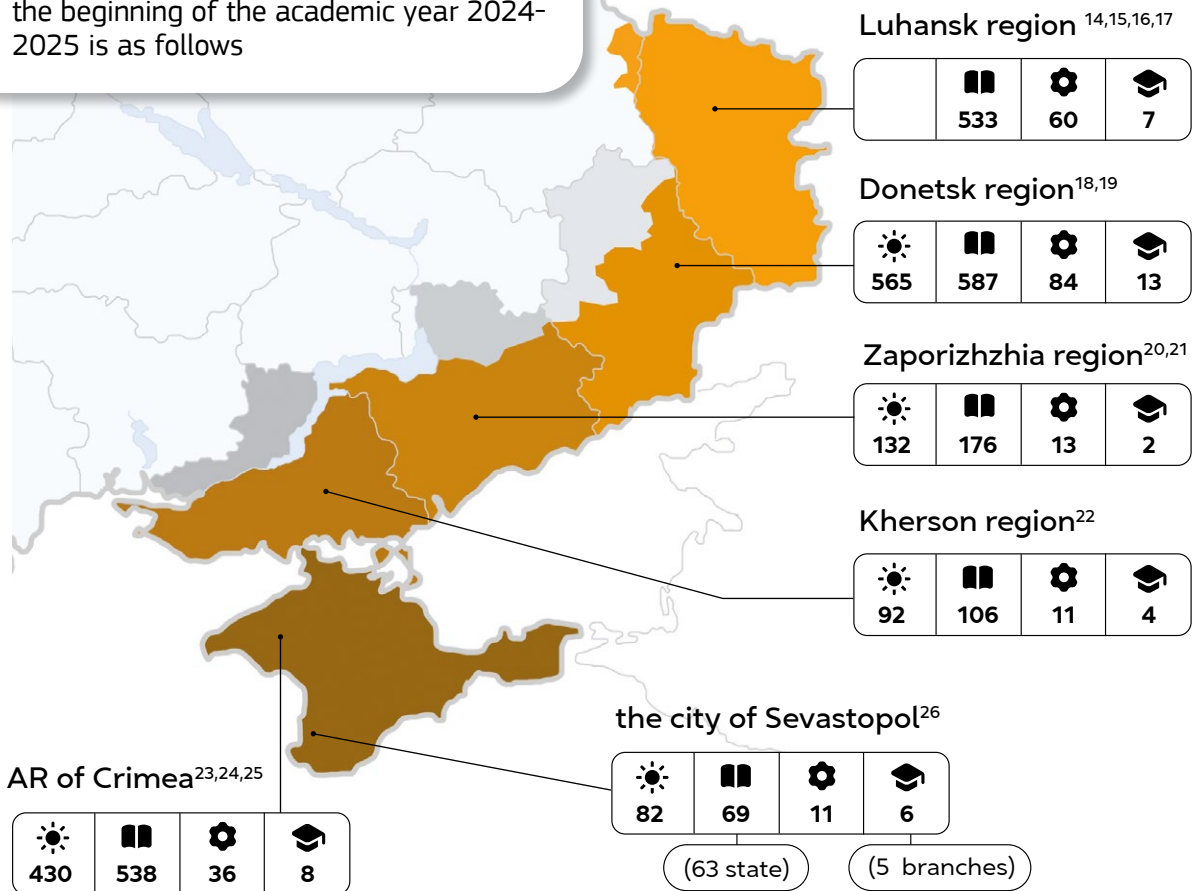 the beginning of the academic year 2024-
2025 is as follows
Luhansk region 14,15,16,17
533 60 7
Donetsk region18,19
565 587 84 13
Zaporizhzhia region20,21
132 176 13 2
Kherson region22
92 106 11 4
the city of Sevastopol26
82 69 11 6
(63 state) (5 branches)
AR of Crimea23,24,25
430 538 36 8